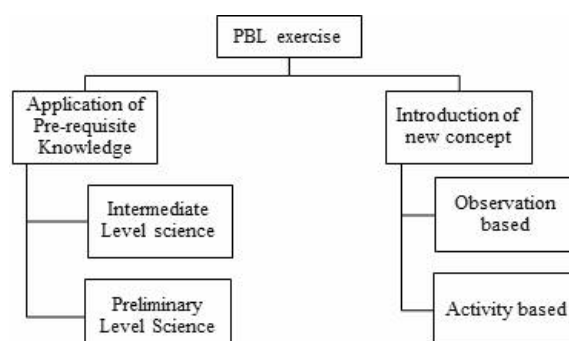 PBL exercise
Application of
Pre-requisite
Knowledge
Introduction of
new concept
Intermediate
Level science
Observation
based
Preliminary
Level Science
Activity based